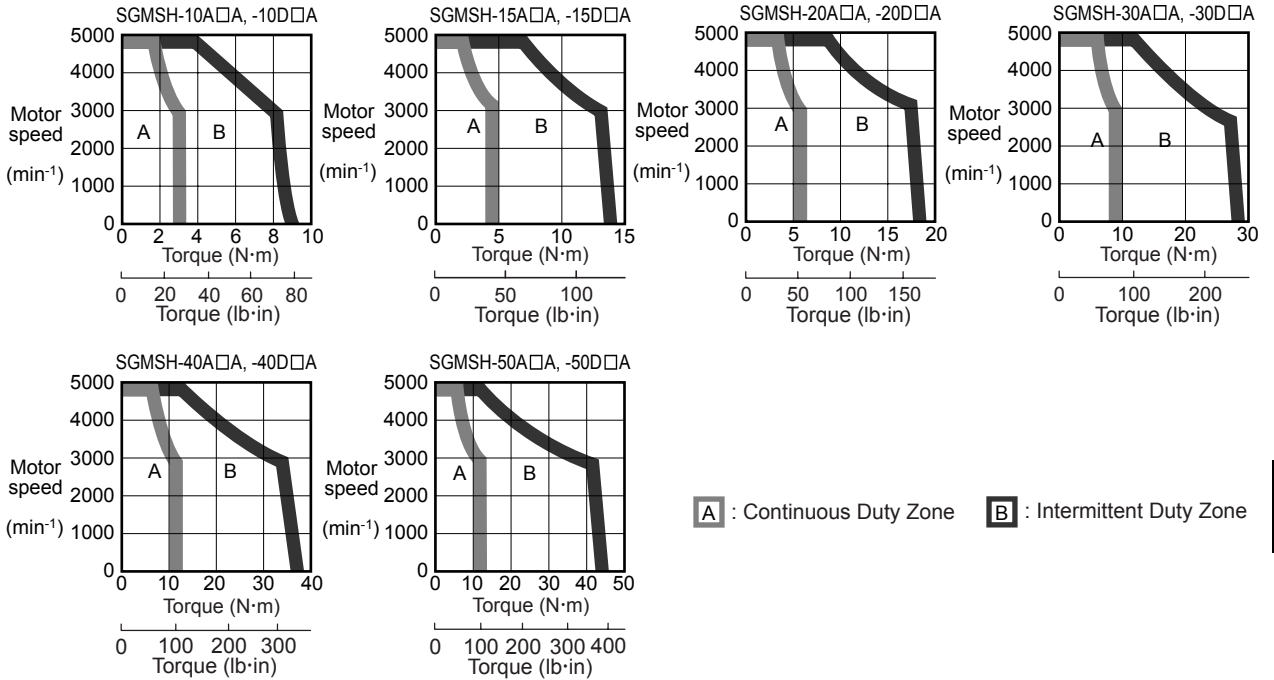 SGMSH-10A□A, -10D□A
5000
4000
3000
2000
1000
0
Motor
speed
(min-1)
A
B
0 2 4 6 8 10
Torque (N·m)
0 20 40 60 80
Torque (lb·in)
SGMSH-15A□A, -15D□A
5000
4000
3000
2000
1000
0
Motor
speed
(min-1)
A
B
0 5 10 15
Torque (N·m)
0 50 100
Torque (lb·in)
SGMSH-20A□A, -20D□A
5000
4000
3000
2000
1000
0
Motor
speed
(min-1)
A
B
0 5 10 15 20
Torque (N·m)
0 50 100 150
Torque (lb·in)
SGMSH-30A□A, -30D□A
5000
4000
3000
2000
1000
0
Motor
speed
(min-1)
A
B
0 10 20 30
Torque (N·m)
0 100 200
Torque (lb·in)
SGMSH-40A□A, -40D□A
5000
4000
3000
2000
1000
0
Motor
speed
(min-1)
A
B
0 10 20 30 40
Torque (N·m)
0 100 200 300
Torque (lb·in)
SGMSH-50A□A, -50D□A
5000
4000
3000
2000
1000
0
Motor
speed
(min-1)
A
B
0 10 20 30 40 50
Torque (N·m)
0 100 200 300 400
Torque (lb·in)
A : Continuous Duty Zone
B : Intermittent Duty Zone